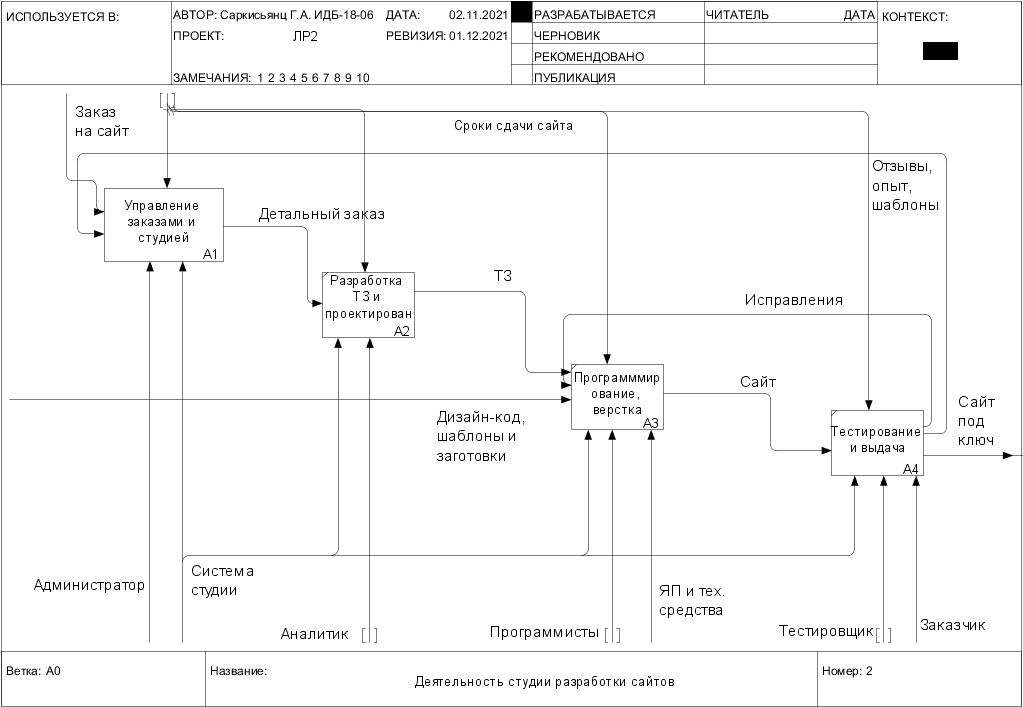 ИСПОЛЬЗУЕТСЯ В:
АВТОР: Саркисьянц Г.А. ИДБ-18-06
ДАТА: 02.11.2021
ПРОЕКТ: ЛР2
РЕВИЗИЯ: 01.12.2021
ЗАМЕЧАНИЯ: 1 2 3 4 5 6 7 8 9 10
РАЗРАБАТЫВАЕТСЯ
ЧЕРНОВИК
РЕКОМЕНДОВАНО
ПУБЛИКАЦИЯ
ЧИТАТЕЛЬ ДАТА
КОНТЕКСТ:
Заказ
на сайт
Сроки сдачи сайта
Отзывы,
опыт,
шаблоны
Управление
заказами и
студией
A1
Детальный заказ
Разработка
ТЗ и
проектирован
A2
ТЗ
Исправления
Программмир
ование,
верстка
A3
Сайт
Дизайн-код,
шаблоны и
заготовки
Тестирование
и выдача
A4
Сайт
под
ключ
Администратор
Система
студии
Аналитик
Программисты
ЯП и тех.
средства
Тестировщик
Заказчик
Ветка: A0
Название:
Деятельность студии разработки сайтов
Номер: 2